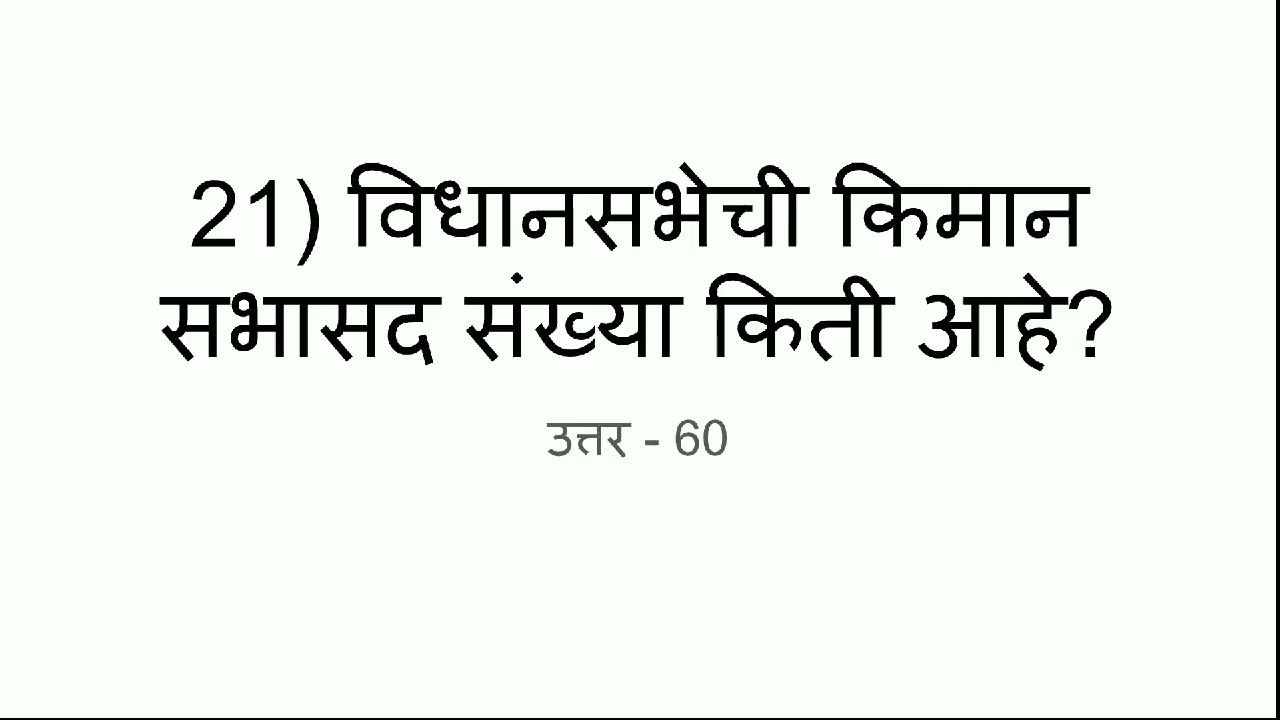 21) विधानसभेची किमान
सभासद संख्या किती आहे?
उत्तर - 60